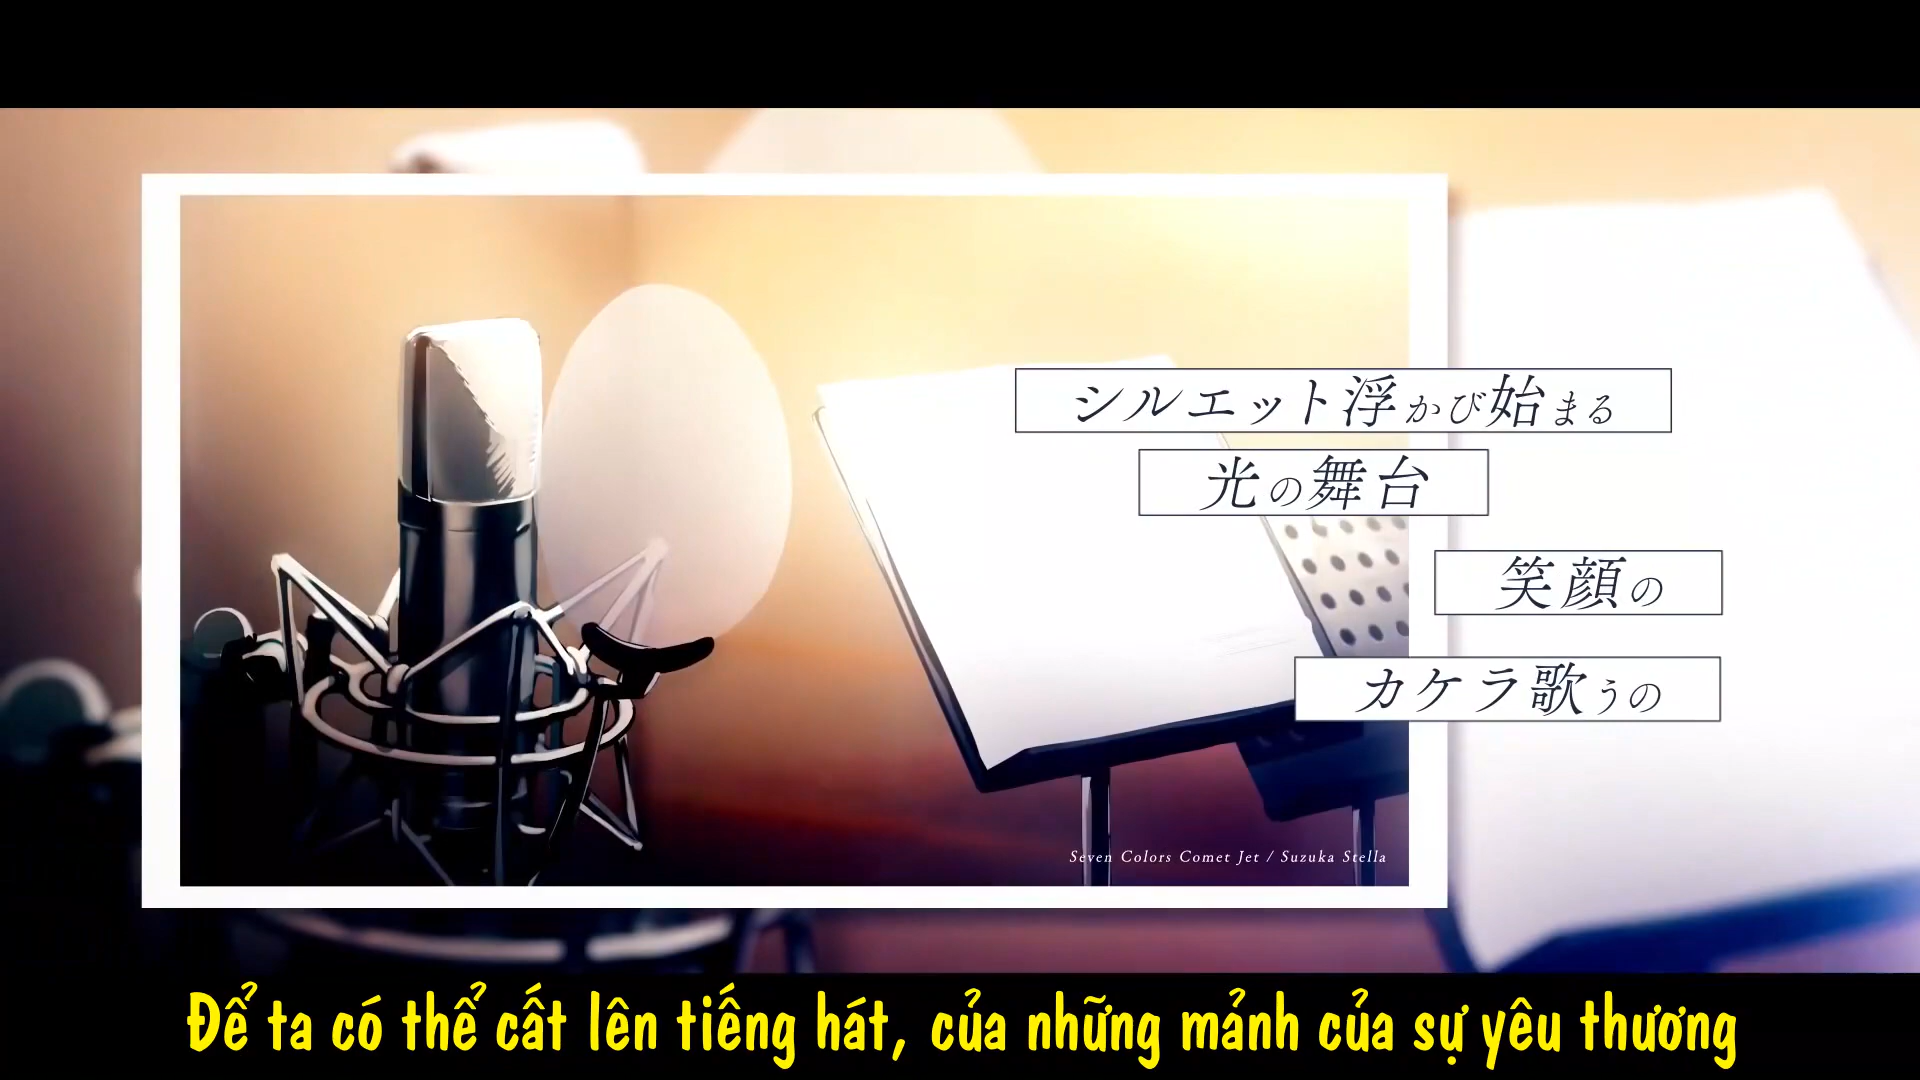 シルエット浮かび始まる
光の舞台
笑顔の
カケラ歌うの
Seven Colors Comet Jet / Suzuka Stella
Để ta có thể cất lên tiếng hát, của những mảnh của sự yêu thương